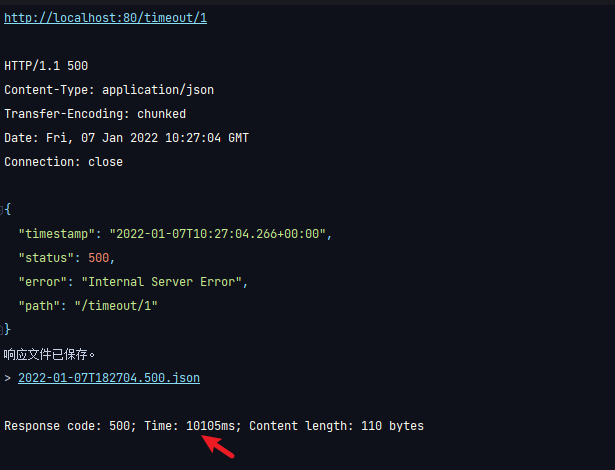 http://localhost:80/timeout/1
HTTP/1.1 500
Content-Type: application/json
Transfer-Encoding: chunked
Date: Fri, 07 Jan 2022 10:27:04 GMT
Connection: close
{
"timestamp": "2022-01-07T10:27:04.266+00:00",
"status": 500,
"error": "Internal Server Error",
"path": "/timeout/1"
}
响应文件已保存。
> 2022-01-07T182704.500.json
Response code: 500; Time: 10105ms; Content length: 110 bytes